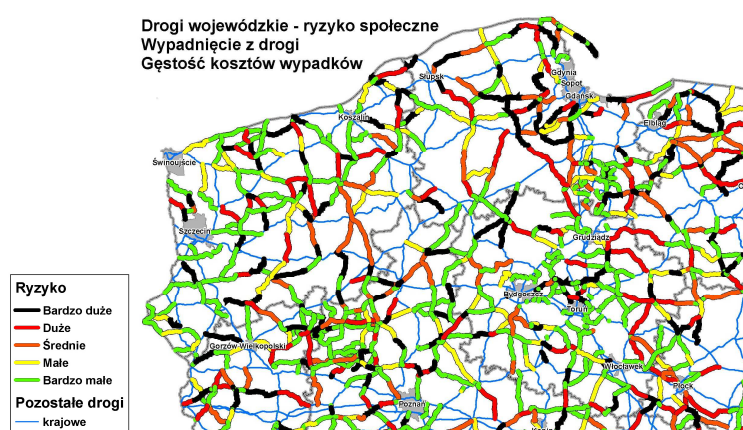 Drogi wojewódzkie - ryzyko społeczne
Wypadnięcie z drogi
Gęstość kosztów wypadków
Słupsk
Gdynia
Sopot
Gdańsk
Elbląg
Koszalin
Świnoujście
Szczecin
Grudziądz
Bydgoszcz
Toruń
Gorzów Wielkopolski
Włocławek
Płock
Poznań
Ryzyko
Bardzo duże
Duże
Średnie
Małe
Bardzo małe
Pozostałe drogi
krajowe